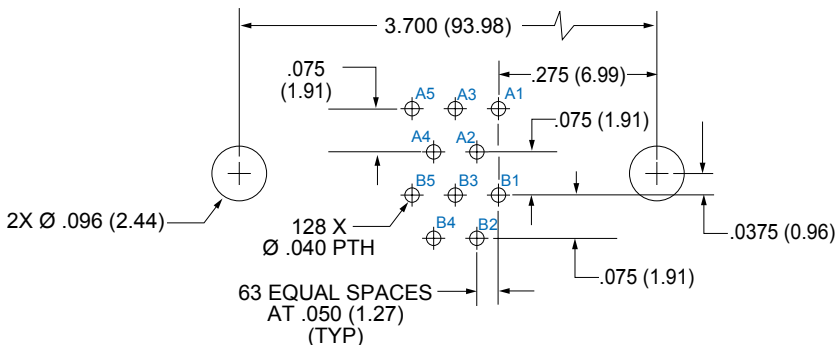 3.700 (93.98)
.075
(1.91)
.275 (6.99)
A5 A3 A1
.075 (1.91)
A4 A2
B5 B3 B1
2X Ø .096 (2.44)
128 X
Ø .040 PTH
B4 B2
.0375 (0.96)
.075 (1.91)
63 EQUAL SPACES
AT .050 (1.27)
(TYP)